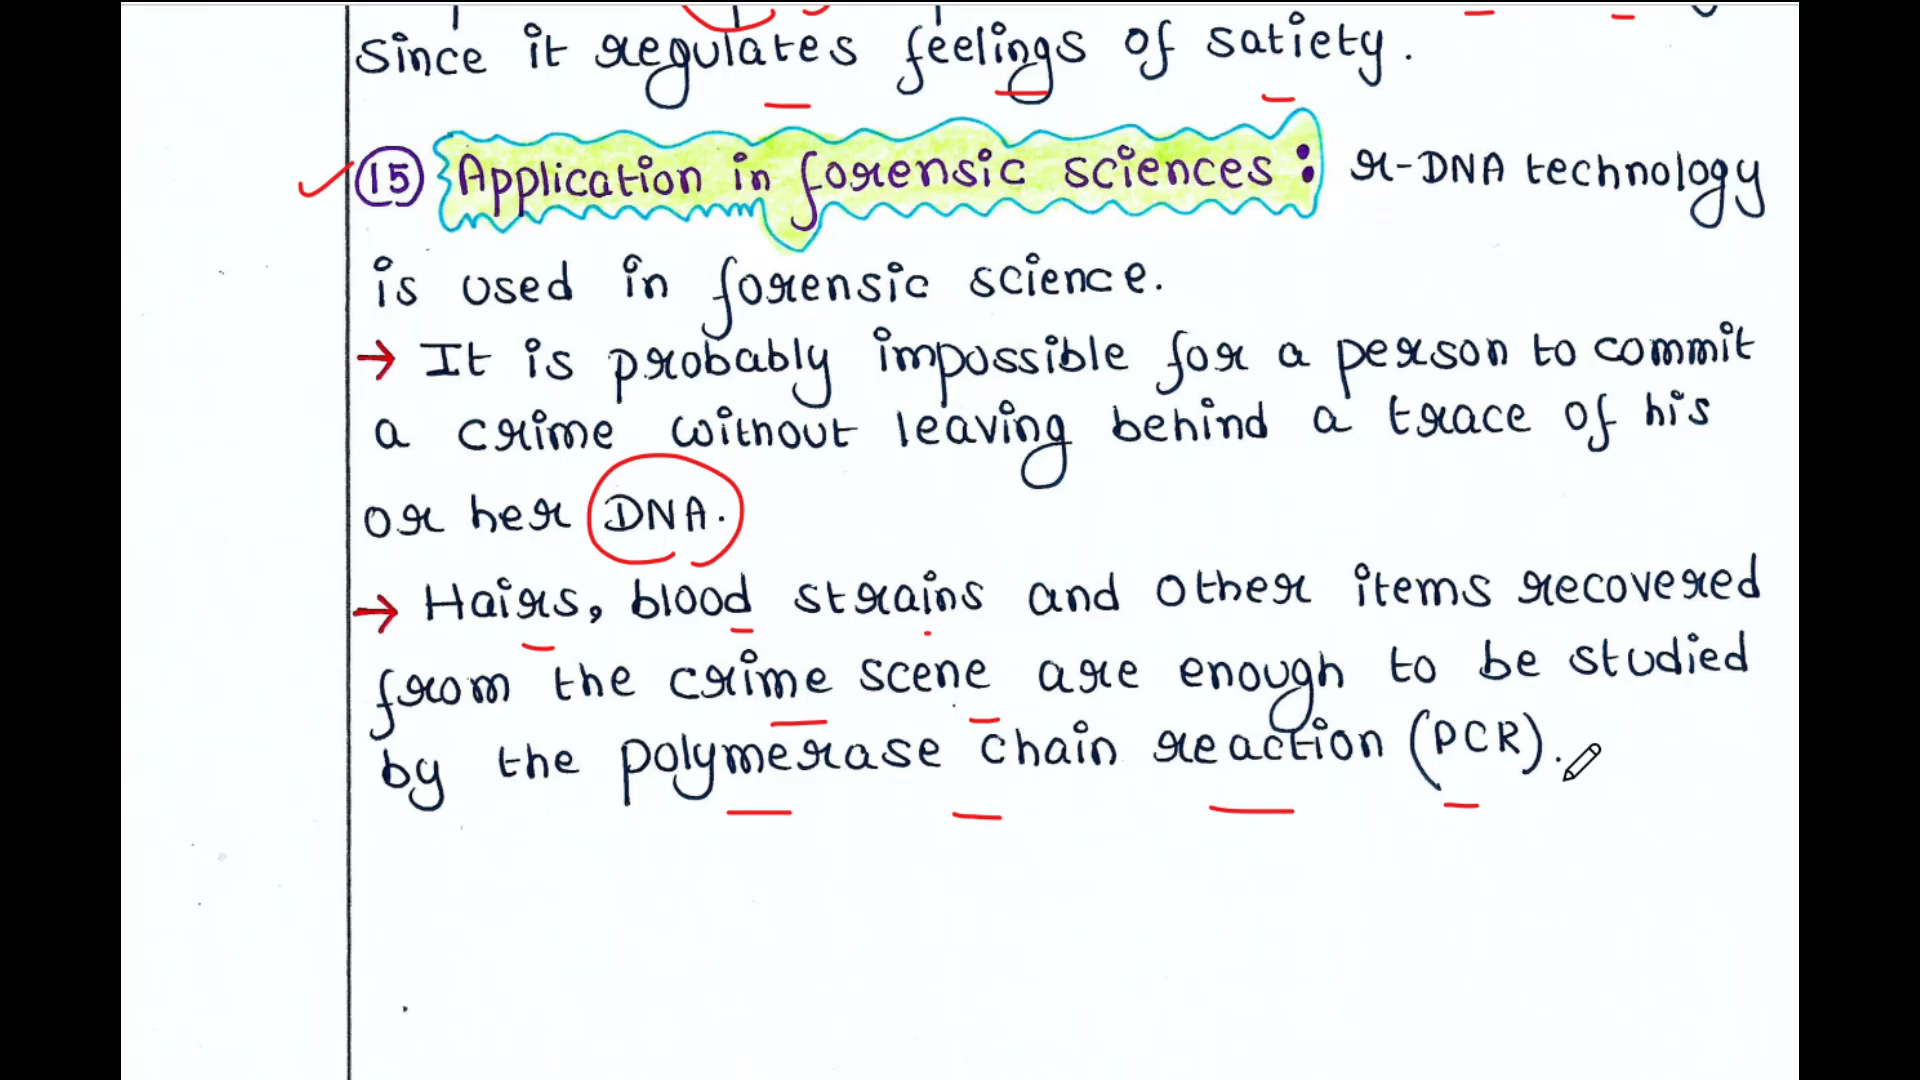 since it regulates feelings of satiety.
15 Application in forensic sciences: r-DNA technology
is used in forensic science.
→ It is probably impossible for a person to commit
a crime without leaving behind a trace of his
or her DNA.
→ Hairs, blood strains and other items recovered
from the crime scene are enough to be studied
by the polymerase chain reaction (PCR).